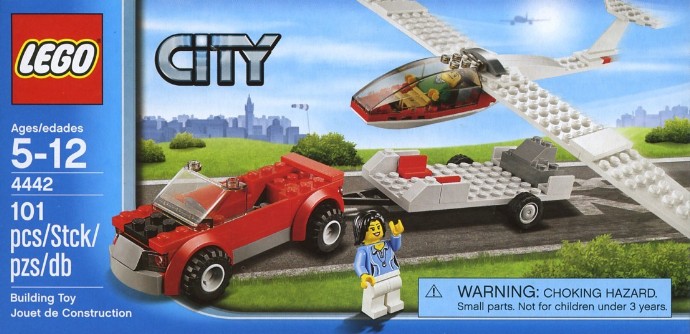 LEGO
CITY
Ages/edades
5-12
4442
101
pcs/Stck/
pzs/db
Building Toy
Jouet de Construction
WARNING: CHOKING HAZARD.
Small parts. Not for children under 3 years.